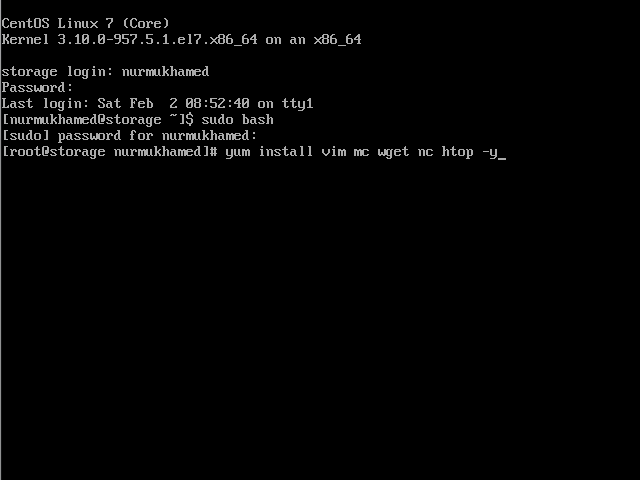 CentOS Linux 7 (Core)
Kernel 3.10.0-957.5.1.el7.x86_64 on an x86_64
storage login: nurmukhamed
Password:
Last login: Sat Feb  2 08:52:40 on tty1
[nurmukhamed@storage ~]$ sudo bash
[sudo] password for nurmukhamed:
[root@storage nurmukhamed]# yum install vim mc wget nc htop -y_